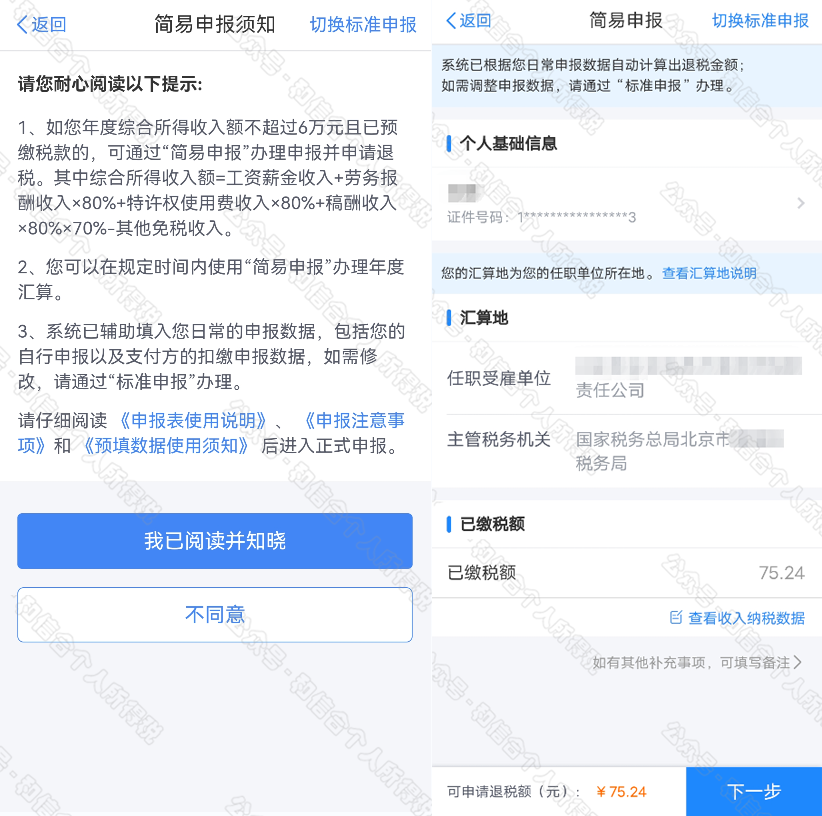 返回
简易申报须知
切换标准申报
请您耐心阅读以下提示:
1、如您年度综合所得收入额不超过6万元且已预
缴税款的，可通过“简易申报”办理申报并申请退
税。其中综合所得收入额=工资薪金收入+劳务报
酬收入×80%+特许权使用费收入×80%+稿酬收入
×80%×70%-其他免税收入。
2、您可以在规定时间内使用“简易申报”办理年度
汇算。
3、系统已辅助填入您日常的申报数据，包括您的
自行申报以及支付方的扣缴申报数据，如需修
改，请通过“标准申报”办理。
请仔细阅读《申报表使用说明》、《申报注意事
项》和《预填数据使用须知》后进入正式申报。
我已阅读并知晓
不同意
返回
简易申报
切换标准申报
系统已根据您日常申报数据自动计算出退税金额；
如需调整申报数据，请通过“标准申报”办理。
个人基础信息
证件号码：1****************3
您的汇算地为您的任职单位所在地。查看汇算地说明
汇算地
任职受雇单位
责任公司
主管税务机关
国家税务总局北京市
税务局
已缴税额
已缴税额
75.24
查看收入纳税数据
如有其他补充事项，可填写备注
可申请退税额（元）：
¥75.24
下一步
公众号·和信合个人所得税